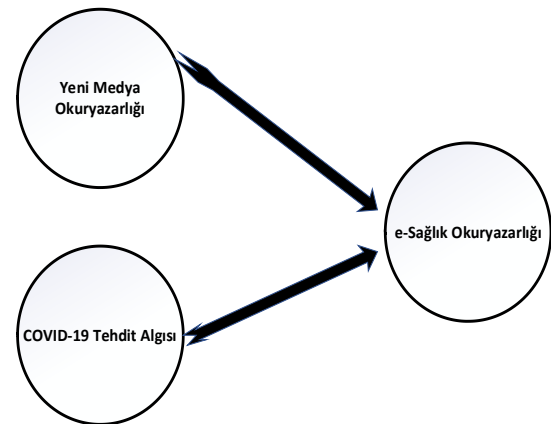 Yeni Medya
Okuryazarlığı
e-Sağlık Okuryazarlığı
COVID-19 Tehdit Algısı